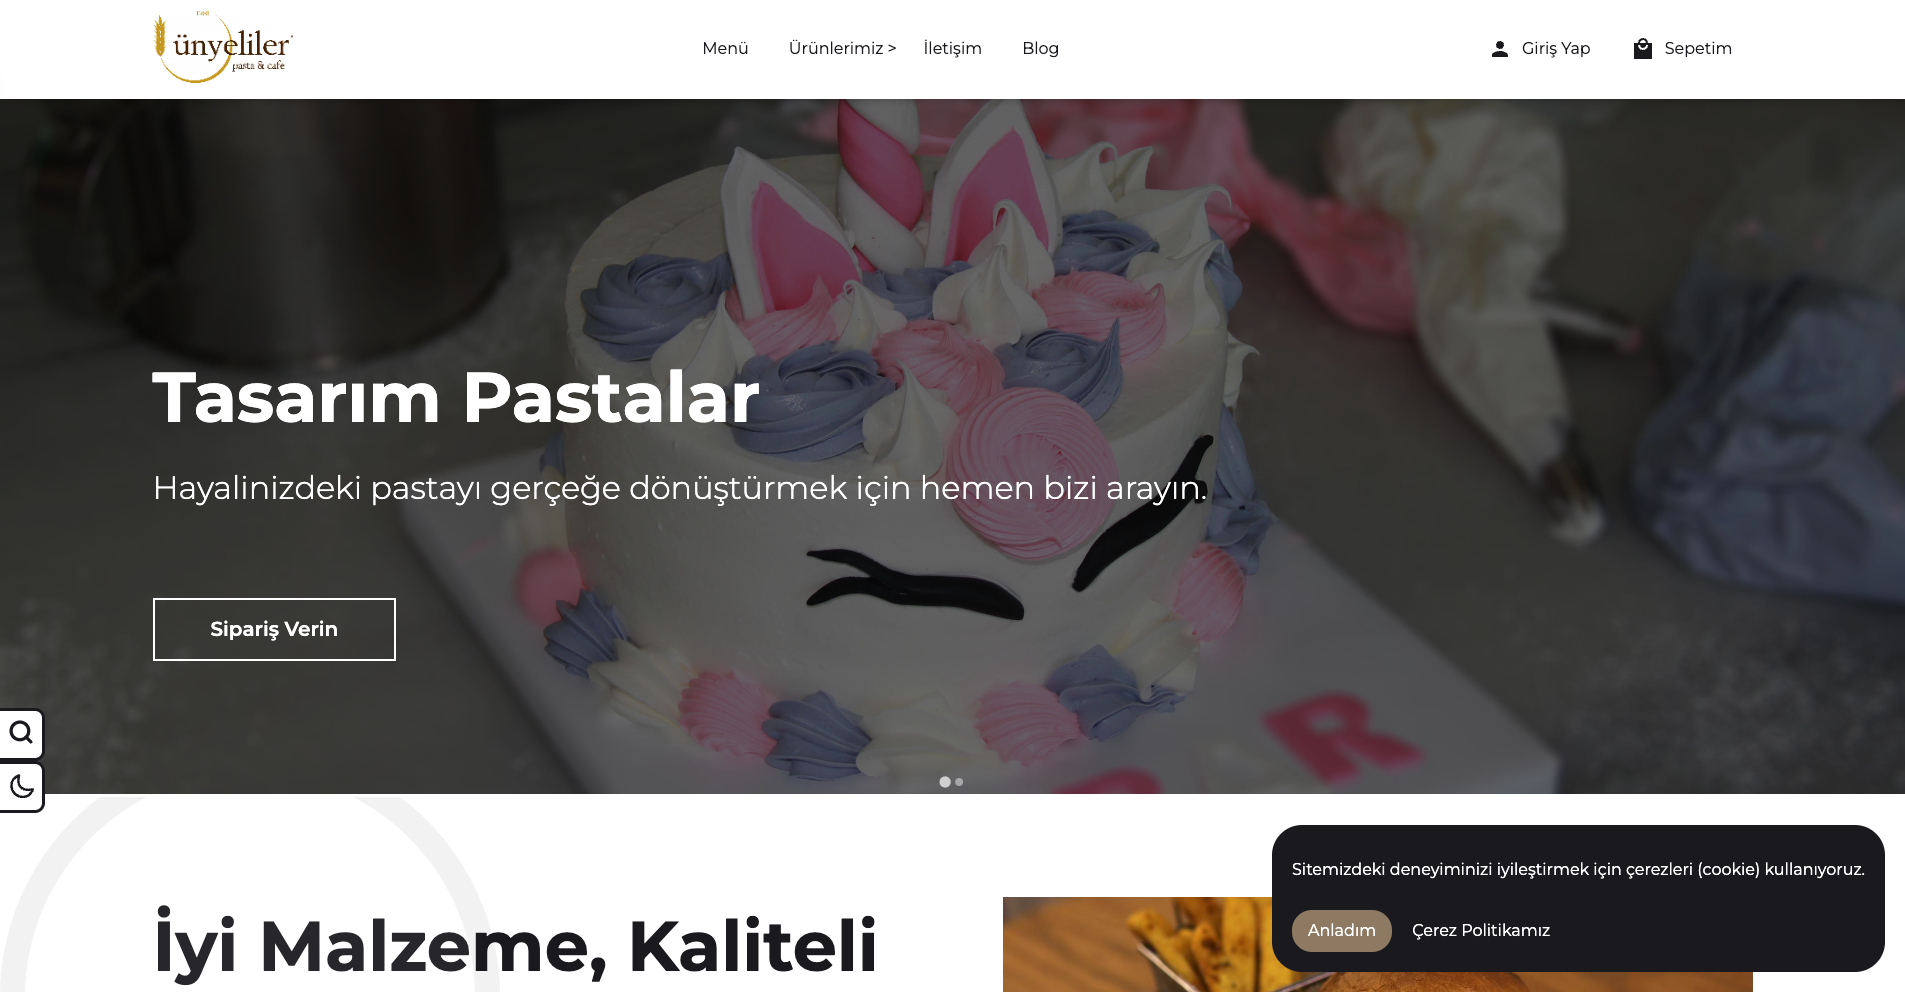 ünyeliler
pasta & cafe
Menü
Ürünlerimiz >
İletişim
Blog
Giriş Yap
Sepetim
Tasarım Pastalar
Hayalinizdeki pastayı gerçeğe dönüştürmek için hemen bizi arayın.
Sipariş Verin
R
Sitemizdeki deneyiminizi iyileştirmek için çerezleri (cookie) kullanıyoruz.
Anladım
Çerez Politikamız
İyi Malzeme, Kaliteli